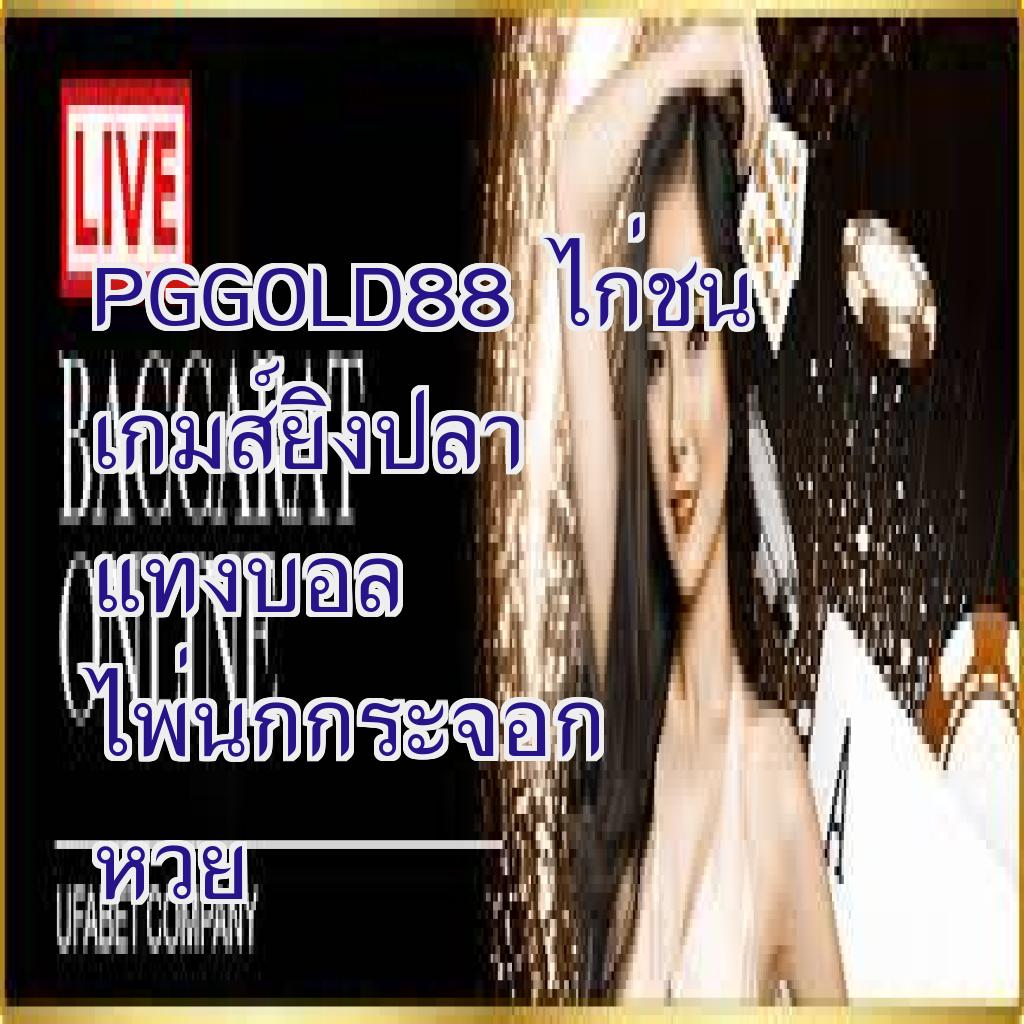 LIVE
PGGOLD88 ไก่ชน
BACCARAT
เกมส์ยิงปลา
ONLINE
แทงบอล
ไพ่นกกระจอก
หวย
UFABET COMPANY
A